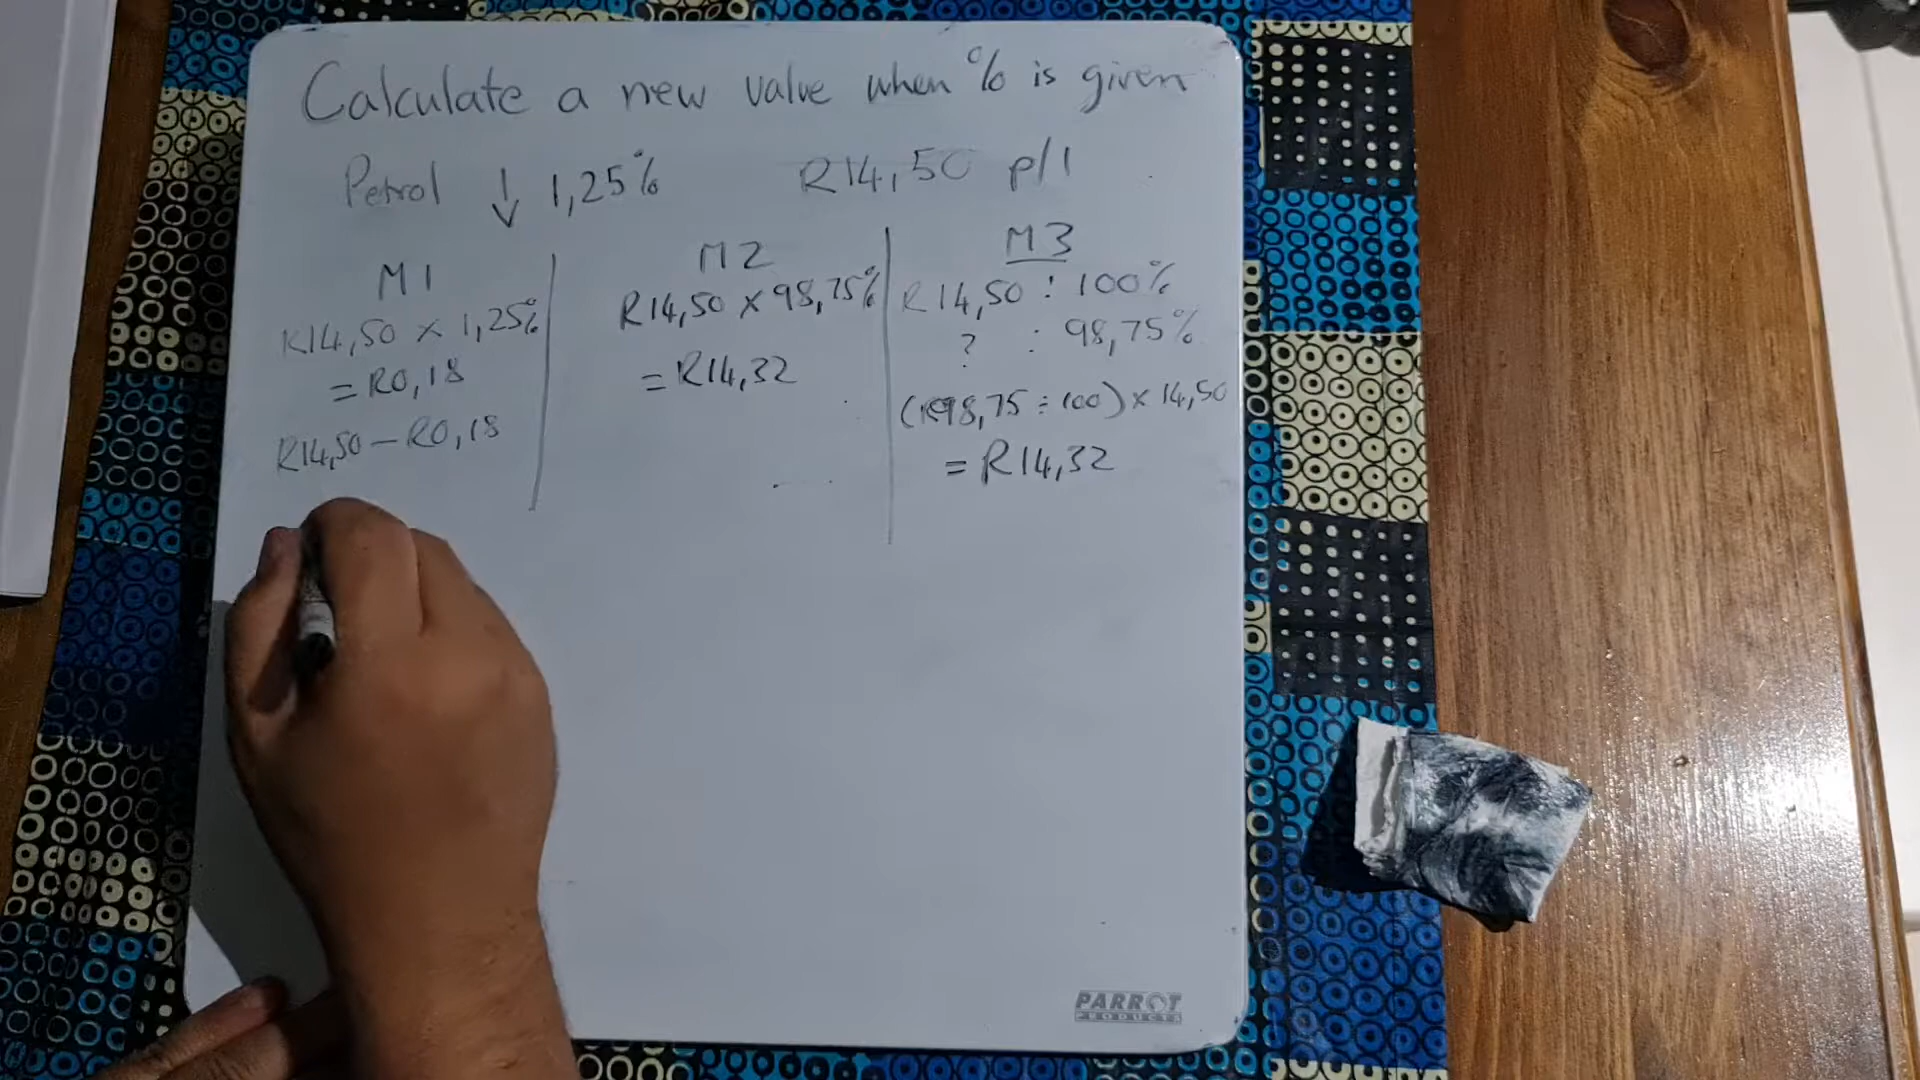 Calculate a new value when % is given
Petrol ↓ 1,25% R14,50 p/l
M1
R14,50 x 1,25%
= R0,18
R14,50 - R0,18
M2
R14,50 x 98,75%
= R14,32
M3
R14,50 : 100%
? : 98,75%
(98,75 ÷ 100) x 14,50
= R14,32
PARROT
PRODUCTS